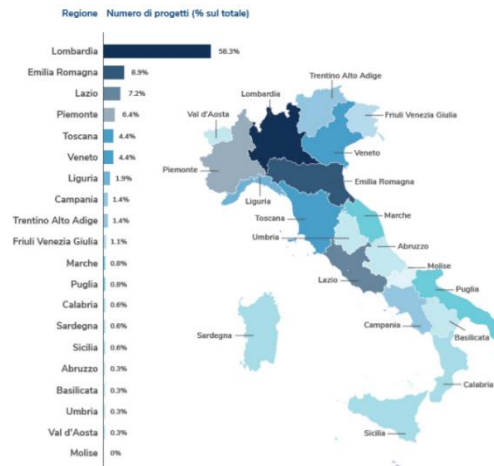 Regione Numero di progetti (% sul totale)
Lombardia 58.3%
Emilia Romagna 8.9%
Lazio 7.2%
Piemonte 6.4%
Toscana 4.4%
Veneto 4.4%
Liguria 1.9%
Campania 1.4%
Trentino Alto Adige 1.4%
Friuli Venezia Giulia 1.1%
Marche 0.8%
Puglia 0.8%
Calabria 0.6%
Sardegna 0.6%
Sicilia 0.6%
Abruzzo 0.3%
Basilicata 0.3%
Umbria 0.3%
Val d'Aosta 0.3%
Molise 0%
Trentino Alto Adige
Lombardia
Val d'Aosta
Friuli Venezia Giulia
Veneto
Piemonte
Emilia Romagna
Liguria
Marche
Toscana
Umbria
Abruzzo
Molise
Lazio
Puglia
Campania
Basilicata
Sardegna
Calabria
Sicilia